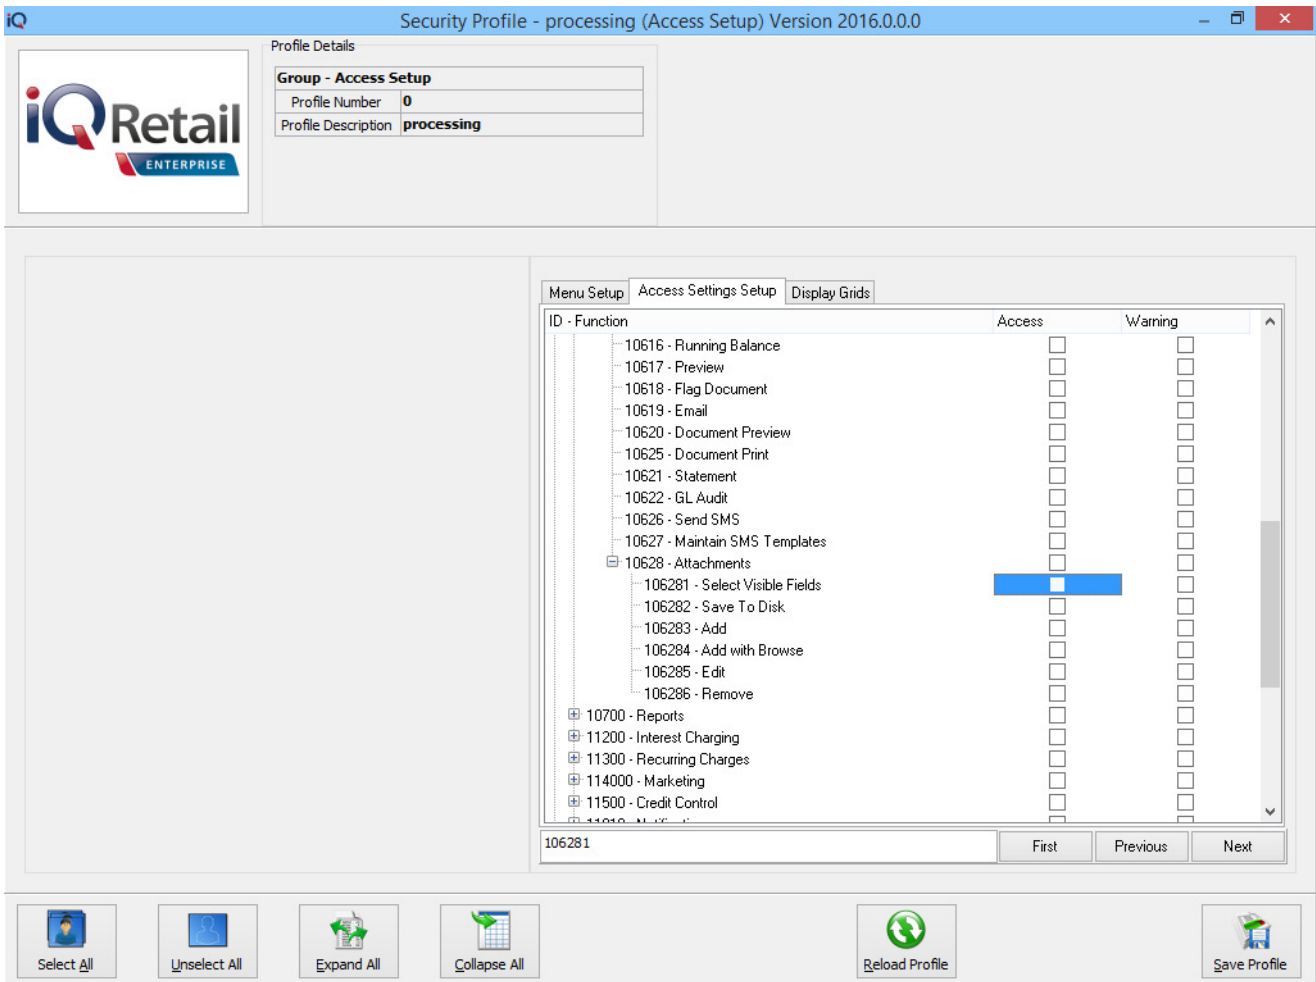 iQ
Security Profile - processing (Access Setup) Version 2016.0.0.0
Profile Details
iQ Retail
ENTERPRISE
Group - Access Setup
Profile Number 0
Profile Description processing
Menu Setup Access Settings Setup Display Grids
ID - Function Access Warning
10616 - Running Balance
10617 - Preview
10618 - Flag Document
10619 - Email
10620 - Document Preview
10625 - Document Print
10621 - Statement
10622 - GL Audit
10626 - Send SMS
10627 - Maintain SMS Templates
10628 - Attachments
106281 - Select Visible Fields
106282 - Save To Disk
106283 - Add
106284 - Add with Browse
106285 - Edit
106286 - Remove
10700 - Reports
11200 - Interest Charging
11300 - Recurring Charges
114000 - Marketing
11500 - Credit Control
106281 First Previous Next
Select All Unselect All Expand All Collapse All Reload Profile Save Profile